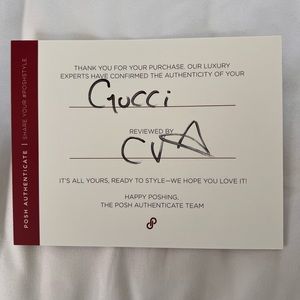 POSH AUTHENTICATE | SHARE YOUR #POSHSTYLE
THANK YOU FOR YOUR PURCHASE. OUR LUXURY
EXPERTS HAVE CONFIRMED THE AUTHENTICITY OF YOUR
Gucci
REVIEWED BY
IT'S ALL YOURS, READY TO STYLE—WE HOPE YOU LOVE IT!
HAPPY POSHING,
THE POSH AUTHENTICATE TEAM